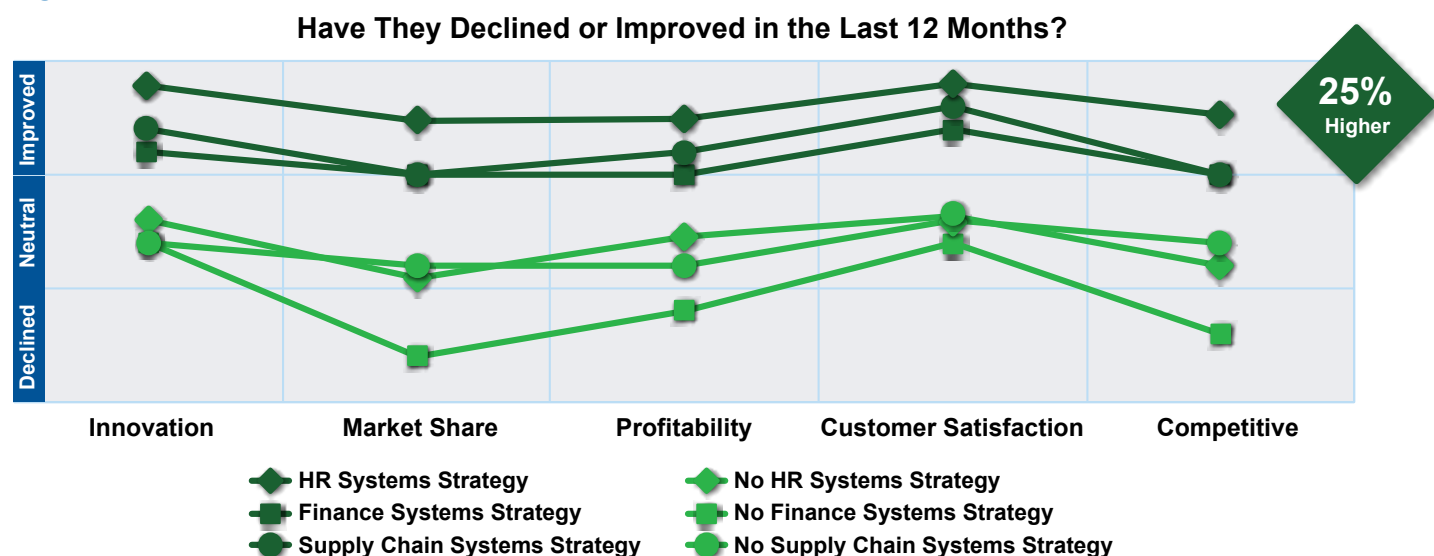 Have They Declined or Improved in the Last 12 Months?
25%
Higher
Improved
Neutral
Declined
Innovation
Market Share
Profitability
Customer Satisfaction
Competitive
HR Systems Strategy
No HR Systems Strategy
Finance Systems Strategy
No Finance Systems Strategy
Supply Chain Systems Strategy
No Supply Chain Systems Strategy